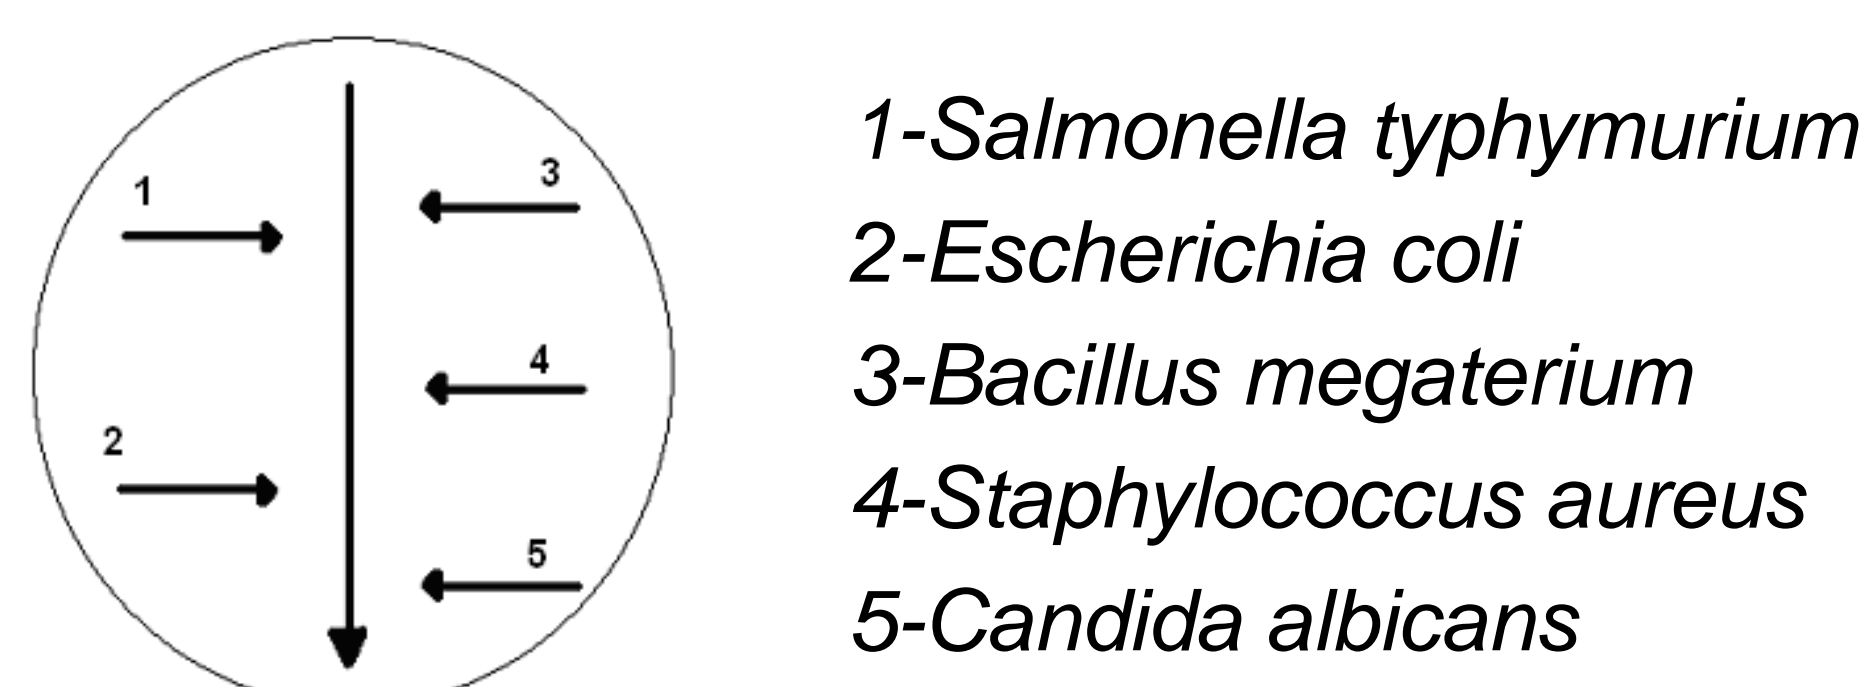 1
3
4
2
5
1-Salmonella typhymurium
2-Escherichia coli
3-Bacillus megaterium
4-Staphylococcus aureus
5-Candida albicans